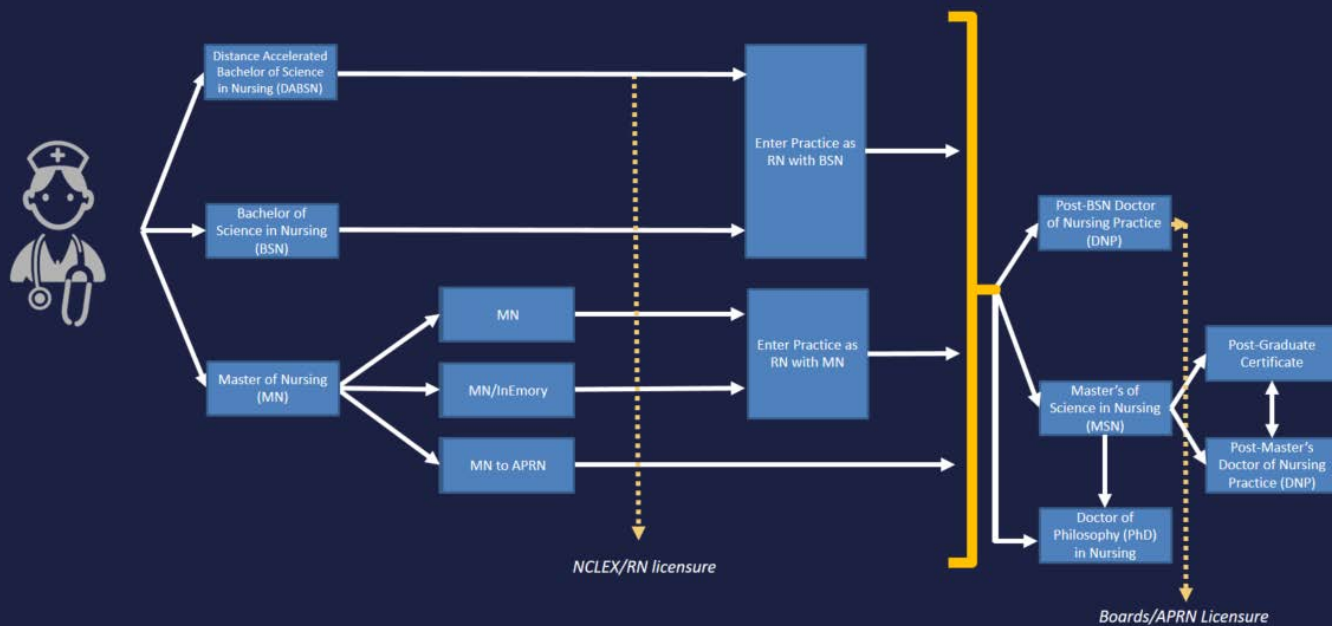 Distance Accelerated
Bachelor of Science
in Nursing (DABSN)
Bachelor of
Science in Nursing
(BSN)
Master of Nursing
(MN)
MN
MN/InEmory
MN to APRN
NCLEX/RN licensure
Enter Practice as
RN with BSN
Enter Practice as
RN with MN
Post-BSN Doctor
of Nursing Practice
(DNP)
Master’s of
Science in Nursing
(MSN)
Doctor of
Philosophy (PhD)
in Nursing
Post-Graduate
Certificate
Post-Master’s
Doctor of Nursing
Practice (DNP)
Boards/APRN Licensure